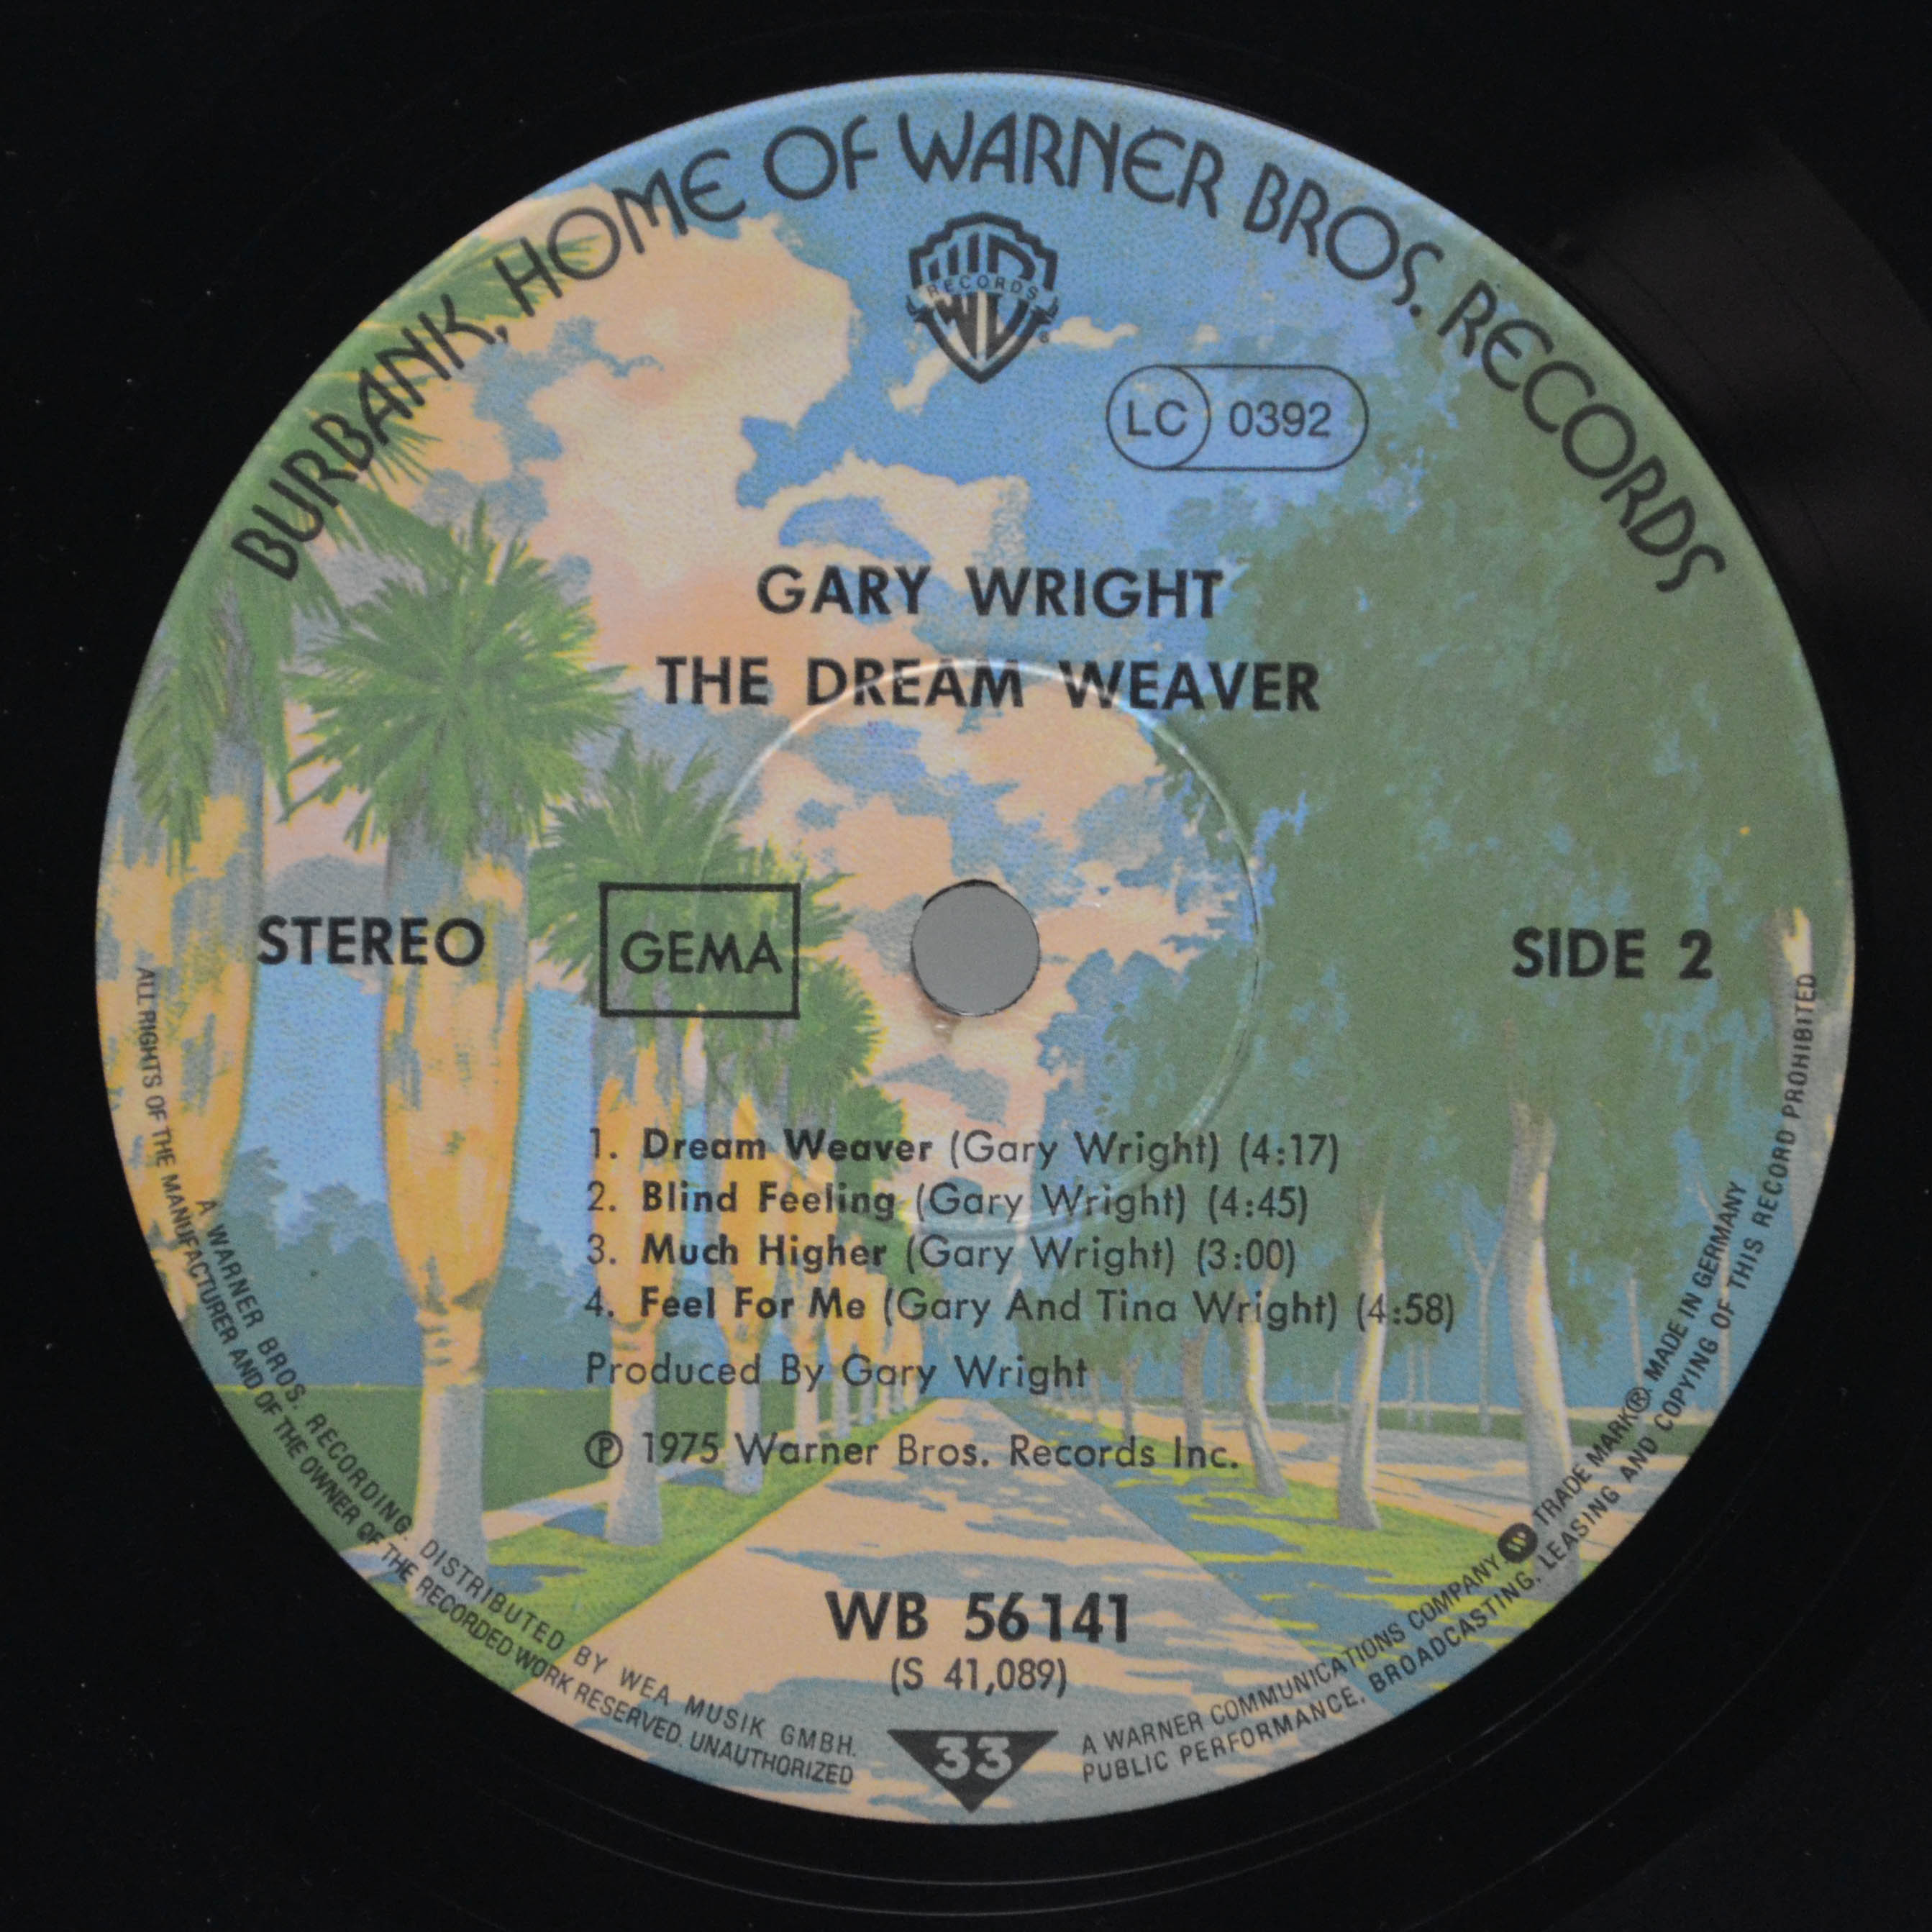 BURBANK, HOME OF WARNER BROS. RECORDS
RECORDS
LC 0392
GARY WRIGHT
THE DREAM WEAVER
STEREO
GEMA
SIDE 2
1. Dream Weaver (Gary Wright) (4:17)
2. Blind Feeling (Gary Wright) (4:45)
3. Much Higher (Gary Wright) (3:00)
4. Feel For Me (Gary And Tina Wright) (4:58)
Produced By Gary Wright
℗ 1975 Warner Bros. Records Inc.
WB 56 141
(S 41,089)
33
A WARNER BROS. RECORDING. DISTRIBUTED BY WEA MUSIK GMBH. A WARNER COMMUNICATIONS COMPANY. TRADE MARK® MADE IN GERMANY
ALL RIGHTS OF THE MANUFACTURER AND OF THE OWNER OF THE RECORDED WORK RESERVED. UNAUTHORIZED PUBLIC PERFORMANCE, BROADCASTING, LEASING AND COPYING OF THIS RECORD PROHIBITED